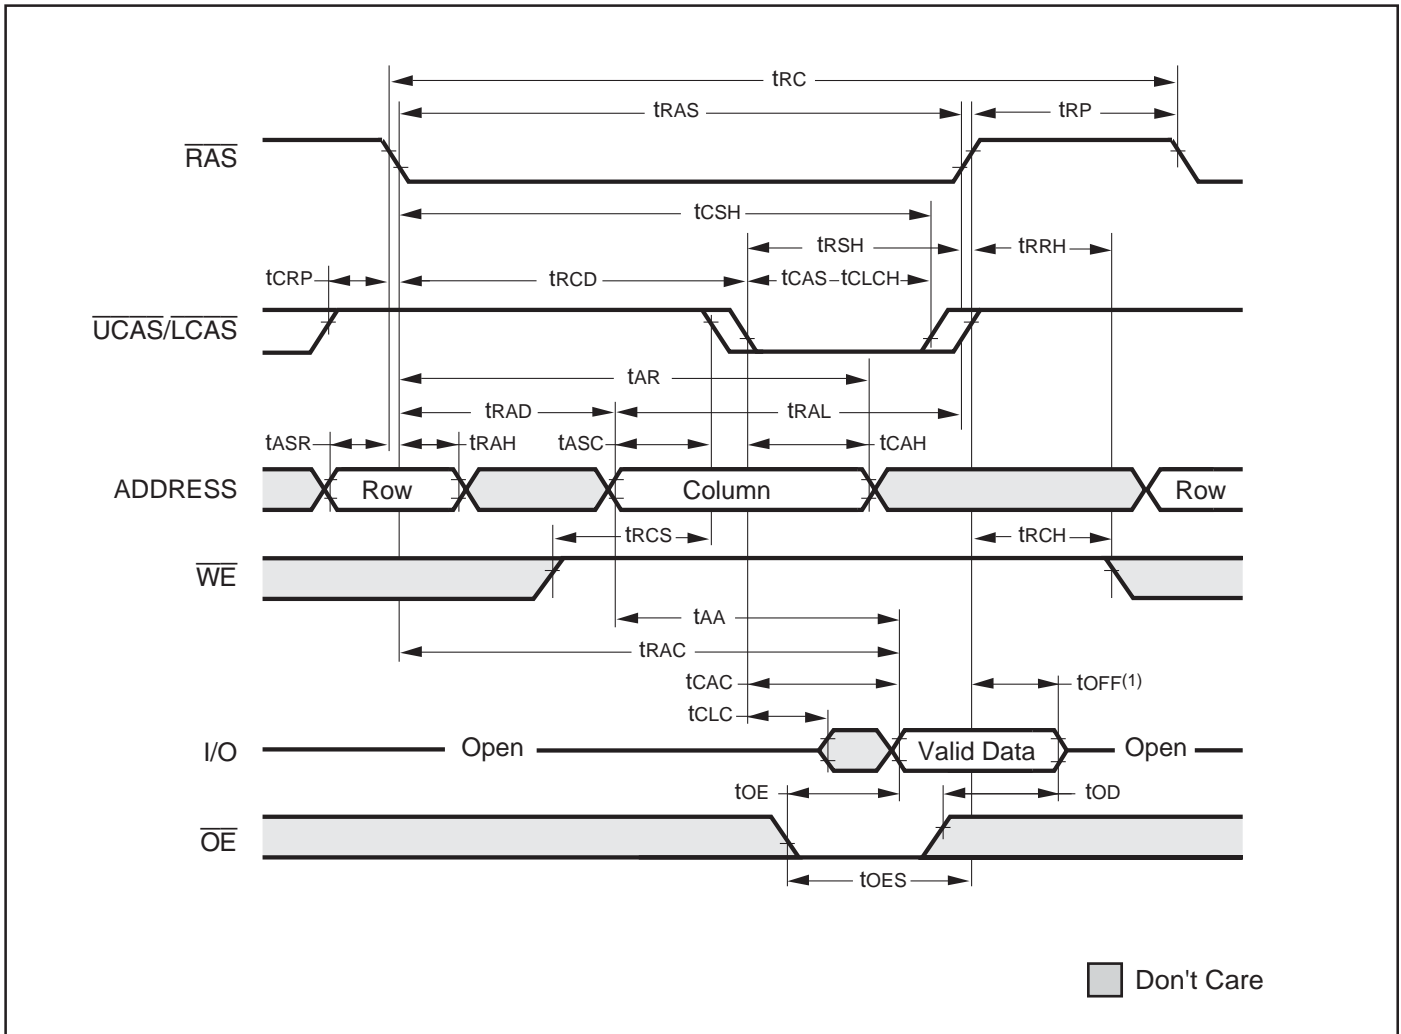 tRC
tRAS
tRP
RAS
tCSH
tRSH
tRRH
tCRP
tRCD
tCAS
tCLCH
UCAS/LCAS
tAR
tRAD
tRAL
tASR
tRAH
tASC
tCAH
ADDRESS
Row
Column
Row
tRCS
tRCH
WE
tAA
tRAC
tCAC
tOFF(1)
tCLC
I/O
Open
Valid Data
Open
tOE
tOD
OE
tOES
Don't Care